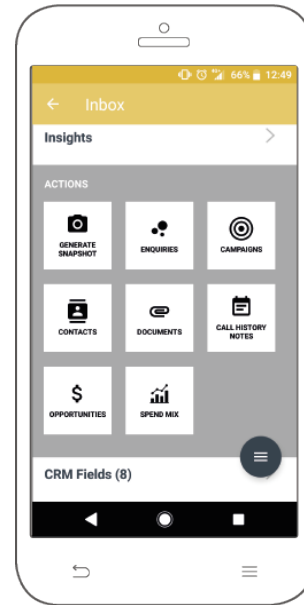 66% 12:49
Inbox
Insights
ACTIONS
GENERATE
SNAPSHOT
ENQUIRIES
CAMPAIGNS
CONTACTS
DOCUMENTS
CALL HISTORY
NOTES
OPPORTUNITIES
SPEND MIX
CRM Fields (8)